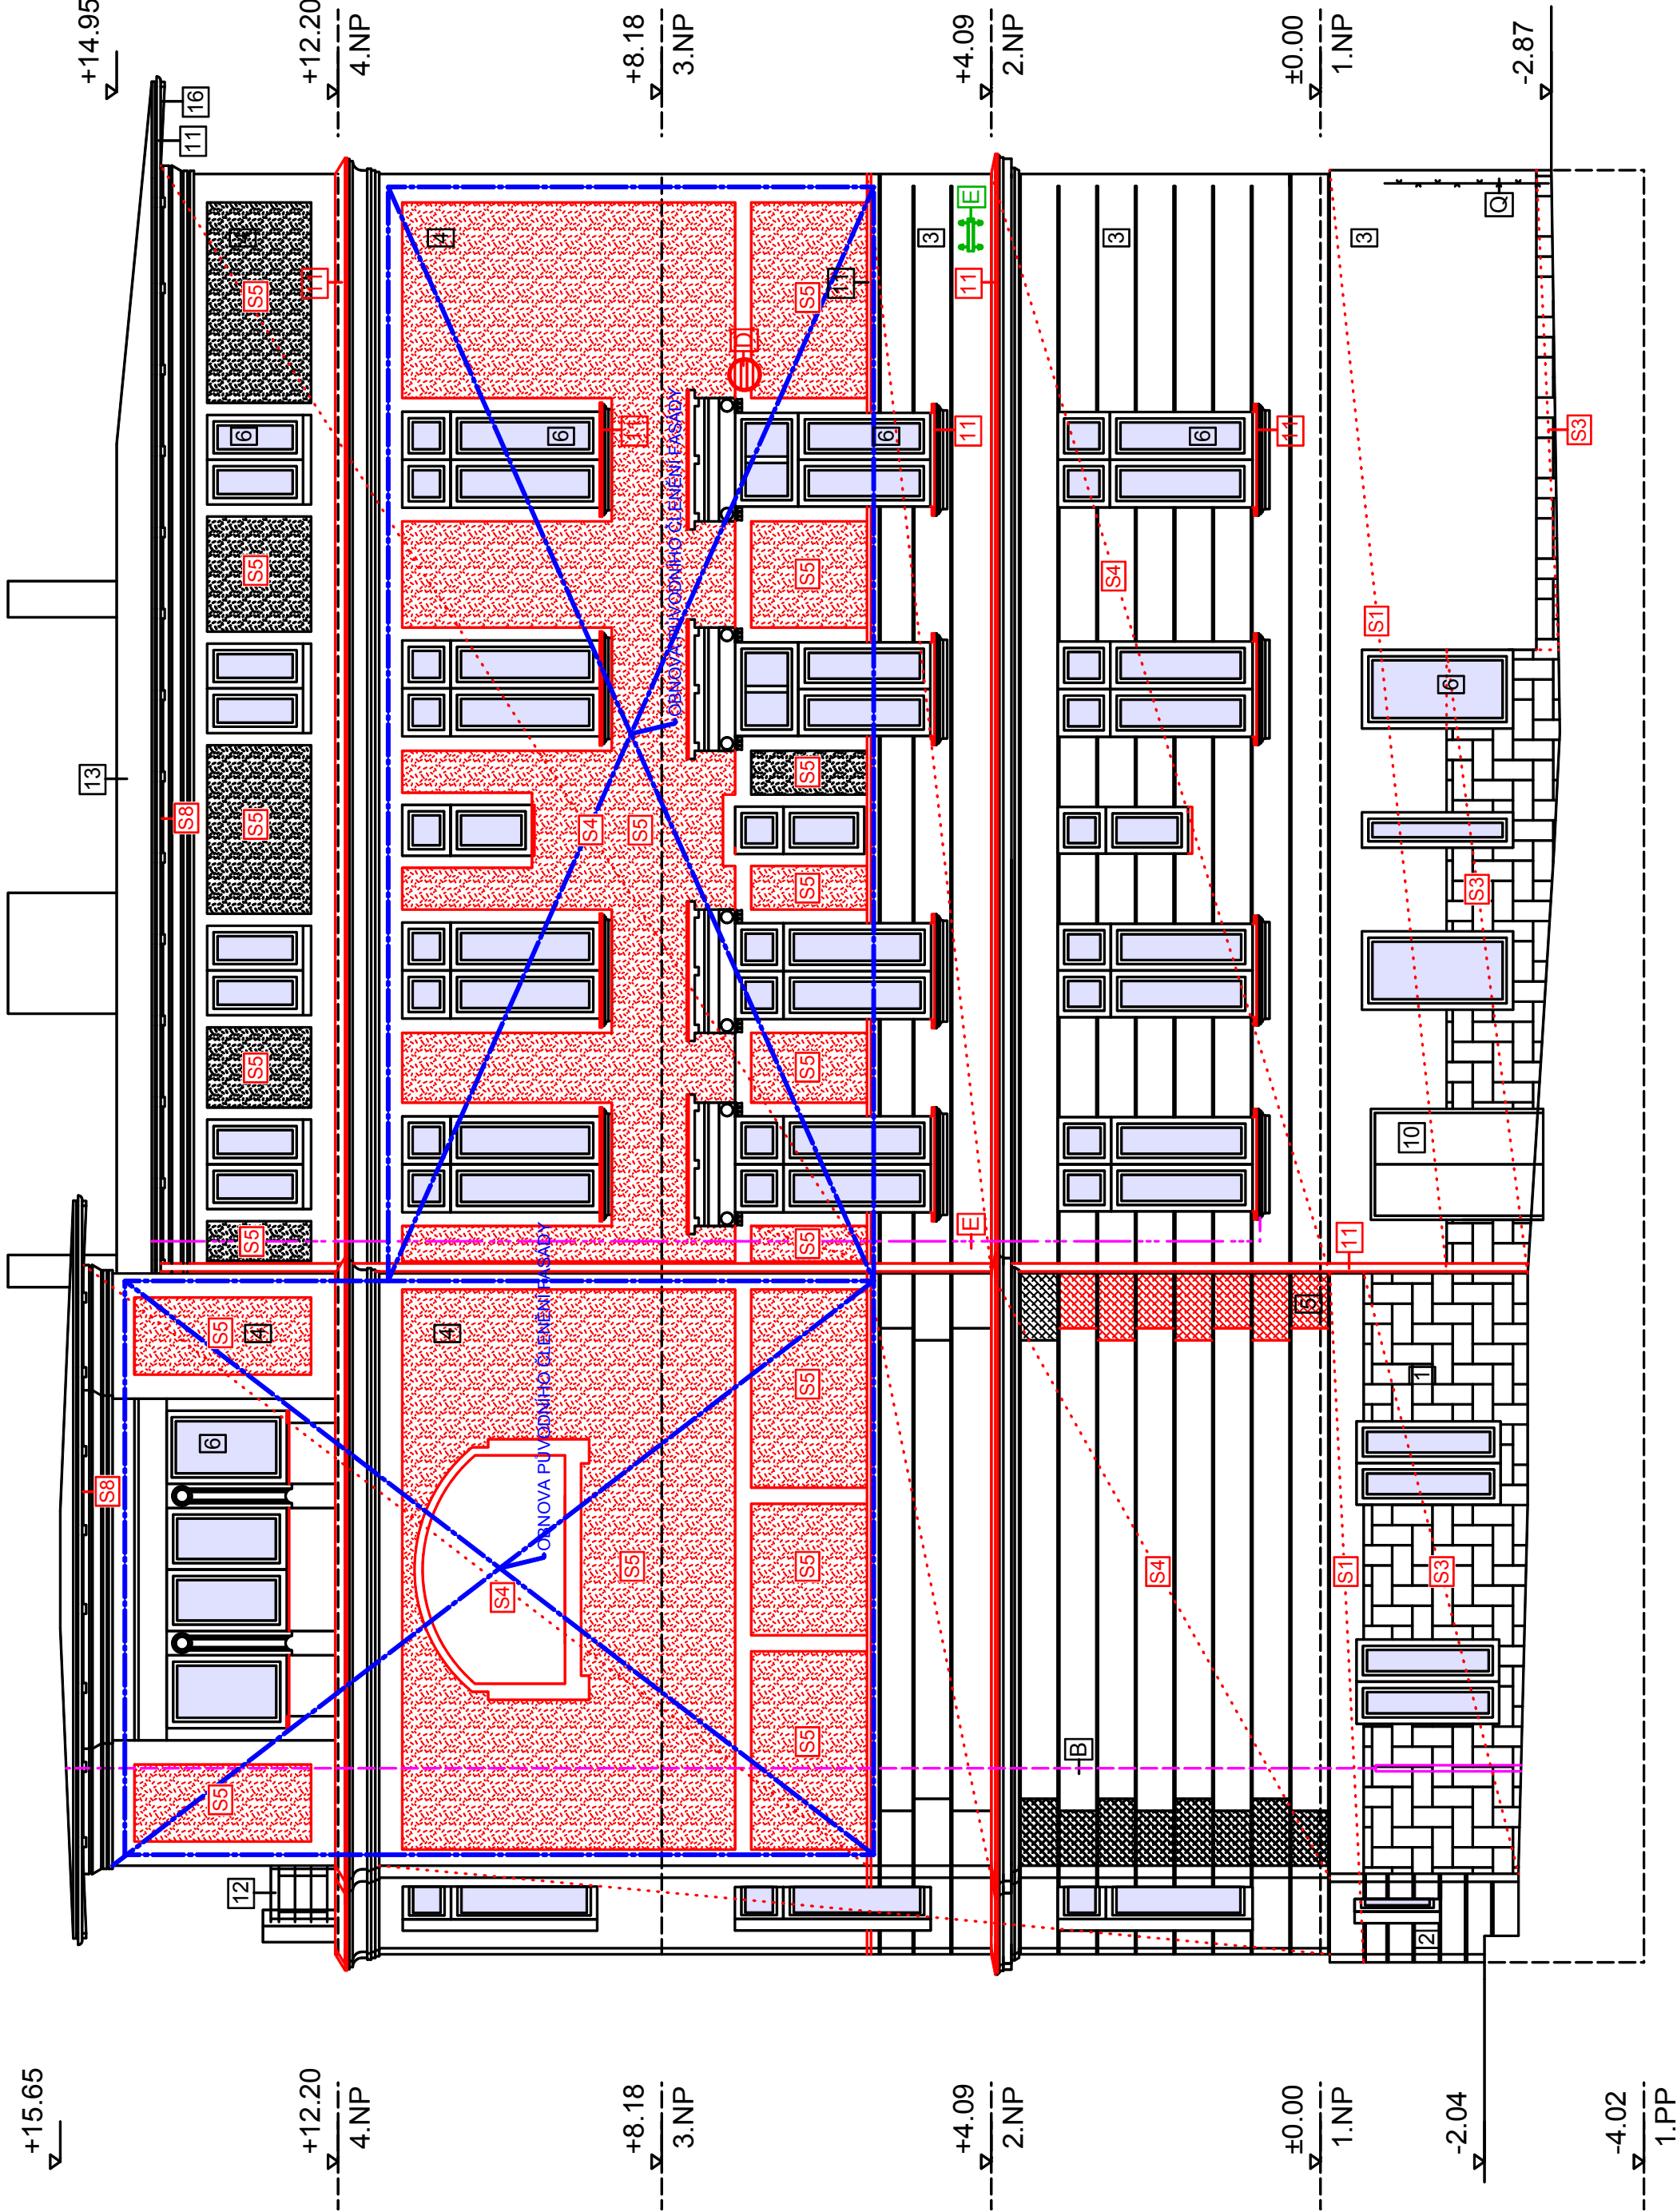 +15.65
+14.95
13
S8
S8
11
16
12
S5
6
S5
4
S5
S5
S5
S5
6
S5
+12.20
4.NP
11
+12.20
4.NP
4
4
S4
OBNOVA PŮVODNÍHO ČLENĚNÍ FASÁDY
6
S4
11
S5
S5
+8.18
3.NP
OBNOVA PŮVODNÍHO ČLENĚNÍ FASÁDY
+8.18
3.NP
D
S5
S5
S5
S5
S5
S5
S5
S5
S5
11
6
3
11
+4.09
2.NP
E
11
E
+4.09
2.NP
B
S4
S4
3
6
11
5
±0.00
1.NP
S1
11
S1
3
±0.00
1.NP
2
S3
1
10
S3
6
Q
-2.04
S3
-2.87
-4.02
1.PP